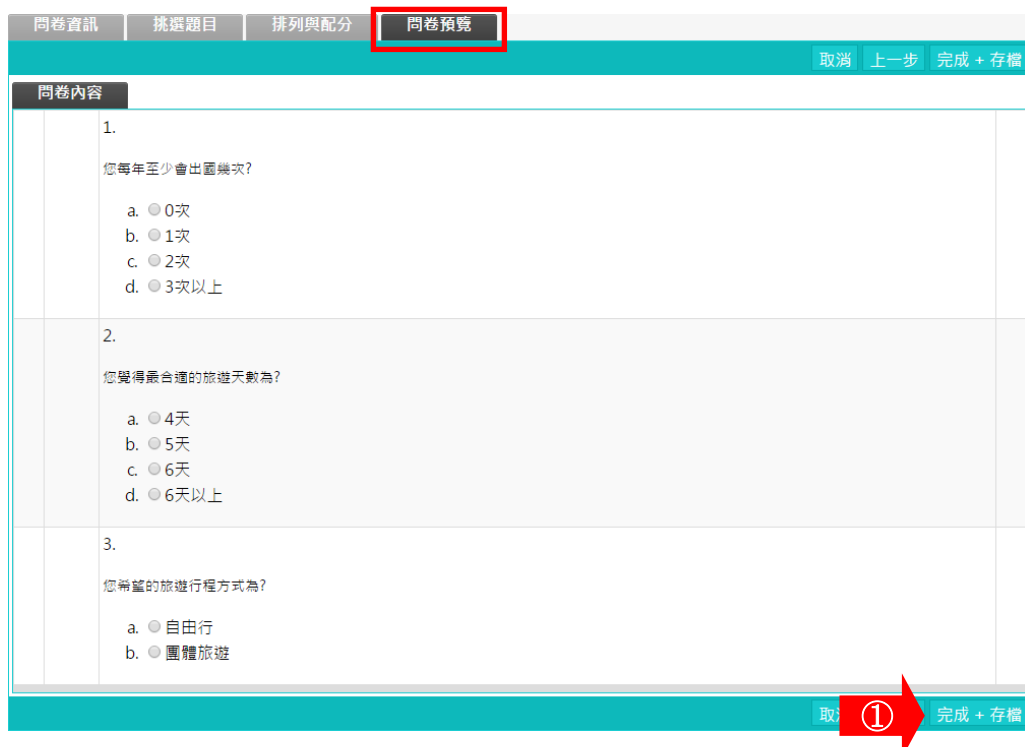 問卷資訊 挑選題目 排列與配分 問卷預覽
取消 上一步 完成 + 存檔
問卷內容
1.
您每年至少會出國幾次?
a. 0次
b. 1次
c. 2次
d. 3次以上
2.
您覺得最合適的旅遊天數為?
a. 4天
b. 5天
c. 6天
d. 6天以上
3.
您希望的旅遊行程方式為?
a. 自由行
b. 團體旅遊
取 ① 完成 + 存檔